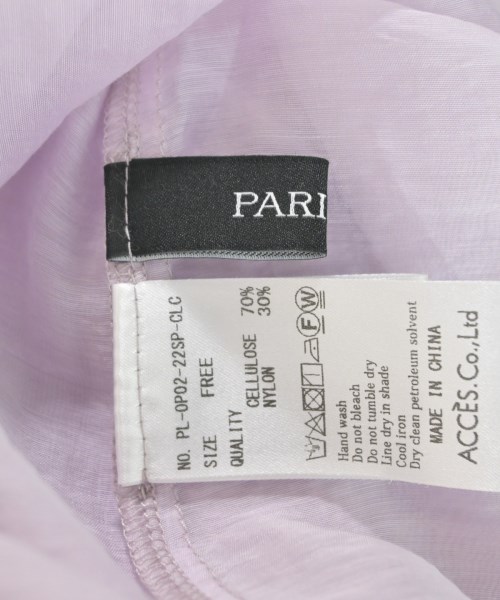 PARI
NO. PL-OP02-22SP-CLC
SIZE FREE
QUALITY
CELLULOSE 70%
NYLON 30%
F W
Hand wash
Do not bleach
Do not tumble dry
Line dry in shade
Cool iron
Dry clean petroleum solvent
MADE IN CHINA
ACCÈS. Co., Ltd